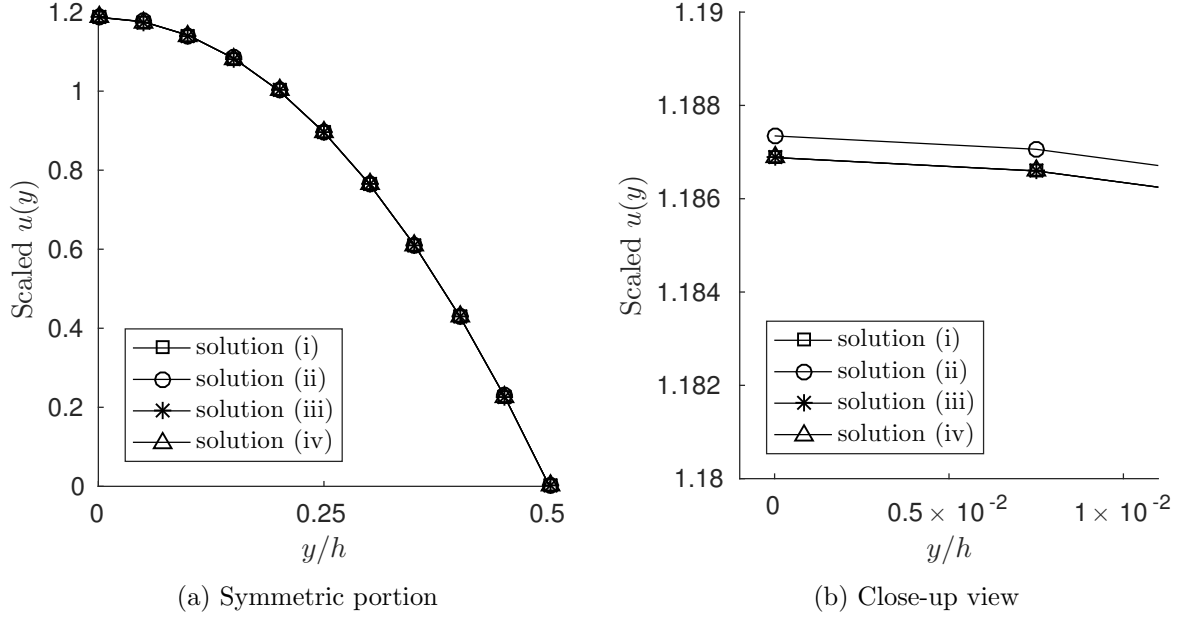 1.2
1
0.8
0.6
0.4
0.2
0
Scaled u(y)
solution (i)
solution (ii)
solution (iii)
solution (iv)
0
0.25
0.5
y/h
(a) Symmetric portion
1.19
1.188
1.186
1.184
1.182
1.18
Scaled u(y)
solution (i)
solution (ii)
solution (iii)
solution (iv)
0
0.5 × 10⁻²
1 × 10⁻²
y/h
(b) Close-up view